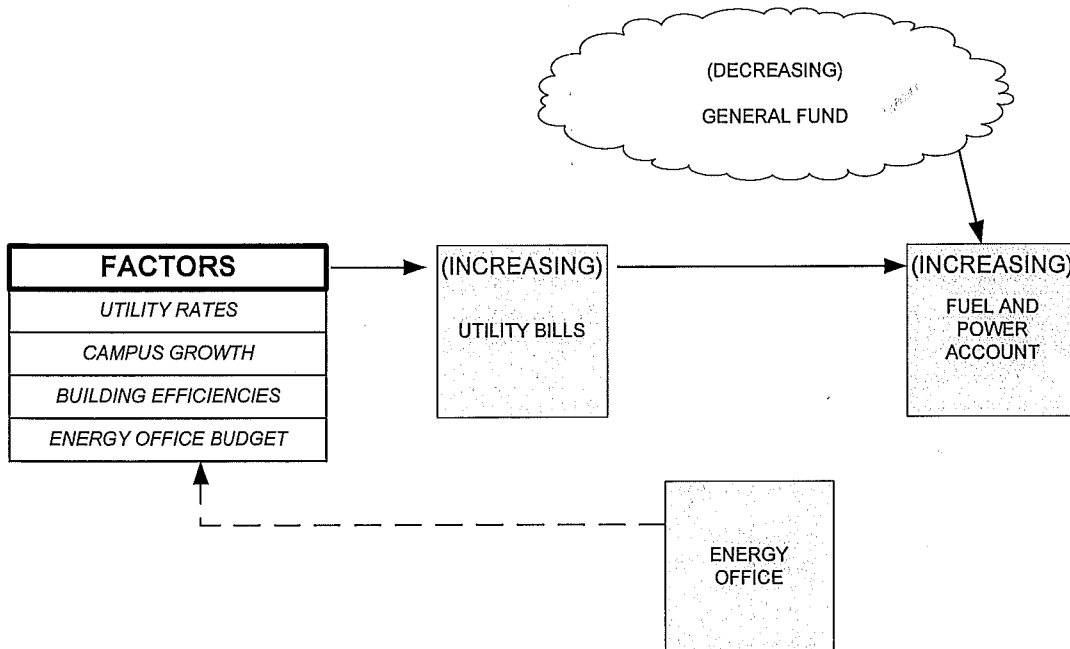 (DECREASING)
GENERAL FUND
FACTORS
UTILITY RATES
CAMPUS GROWTH
BUILDING EFFICIENCIES
ENERGY OFFICE BUDGET
(INCREASING)
UTILITY BILLS
(INCREASING)
FUEL AND
POWER
ACCOUNT
ENERGY
OFFICE